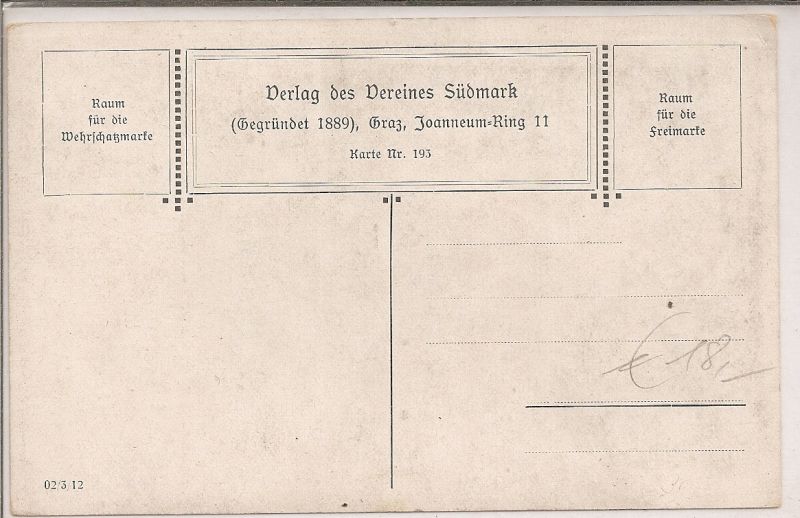 Raum
für die
Wehrschatzmarke
Verlag des Vereines Südmark
(Gegründet 1889), Graz, Joanneum-Ring 11
Karte Nr. 193
Raum
für die
Freimarke
€ 18,-
02/3/12